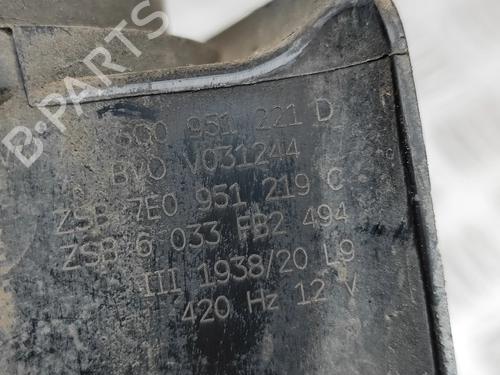 5G0 951 221 D
BVO V031244
ZSB 7E0 951 219 C
ZSB 6 033 FB2 494
III 1938/20 L9
420 Hz 12 V
B-PARTS